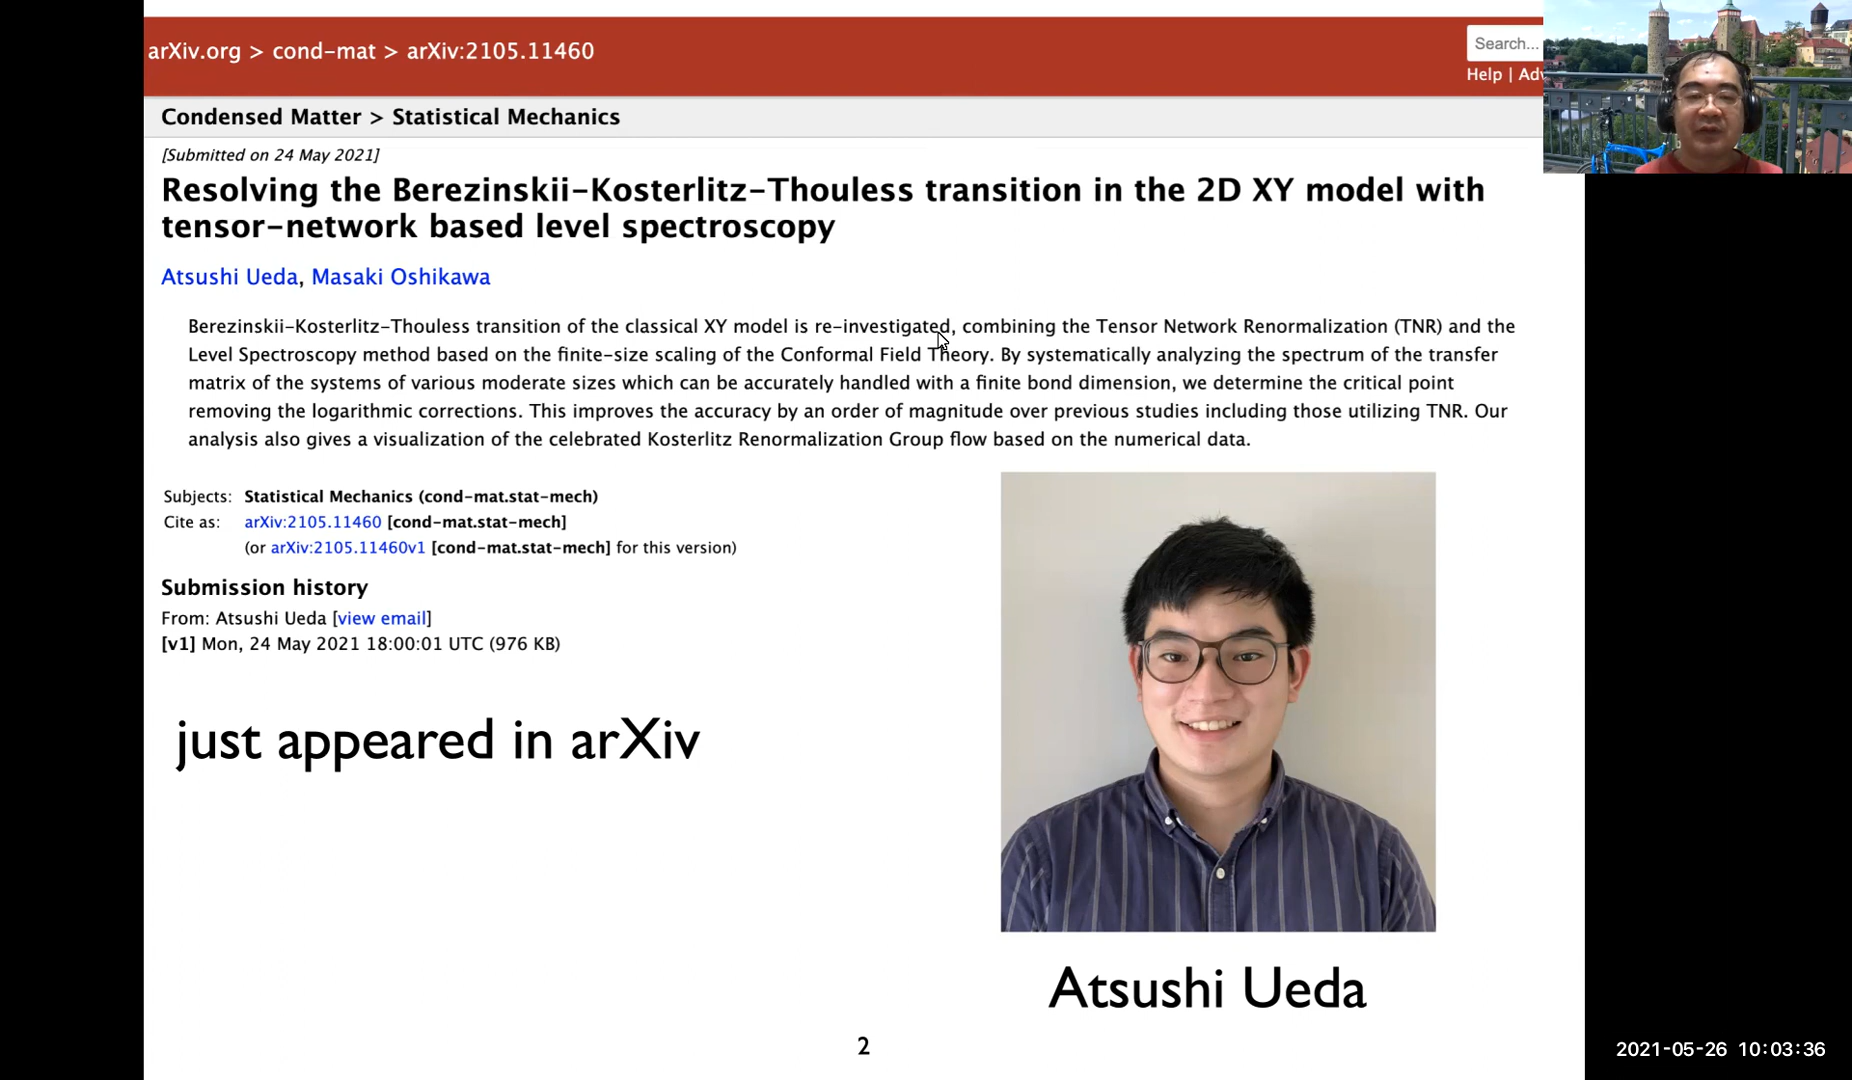 arXiv.org > cond-mat > arXiv:2105.11460
Search...
Help | Adv
Condensed Matter > Statistical Mechanics
[Submitted on 24 May 2021]
Resolving the Berezinskii-Kosterlitz-Thouless transition in the 2D XY model with
tensor-network based level spectroscopy
Atsushi Ueda, Masaki Oshikawa
Berezinskii-Kosterlitz-Thouless transition of the classical XY model is re-investigated, combining the Tensor Network Renormalization (TNR) and the
Level Spectroscopy method based on the finite-size scaling of the Conformal Field Theory. By systematically analyzing the spectrum of the transfer
matrix of the systems of various moderate sizes which can be accurately handled with a finite bond dimension, we determine the critical point
removing the logarithmic corrections. This improves the accuracy by an order of magnitude over previous studies including those utilizing TNR. Our
analysis also gives a visualization of the celebrated Kosterlitz Renormalization Group flow based on the numerical data.
Subjects: Statistical Mechanics (cond-mat.stat-mech)
Cite as: arXiv:2105.11460 [cond-mat.stat-mech]
(or arXiv:2105.11460v1 [cond-mat.stat-mech] for this version)
Submission history
From: Atsushi Ueda [view email]
[v1] Mon, 24 May 2021 18:00:01 UTC (976 KB)
just appeared in arXiv
Atsushi Ueda
2
2021-05-26 10:03:36